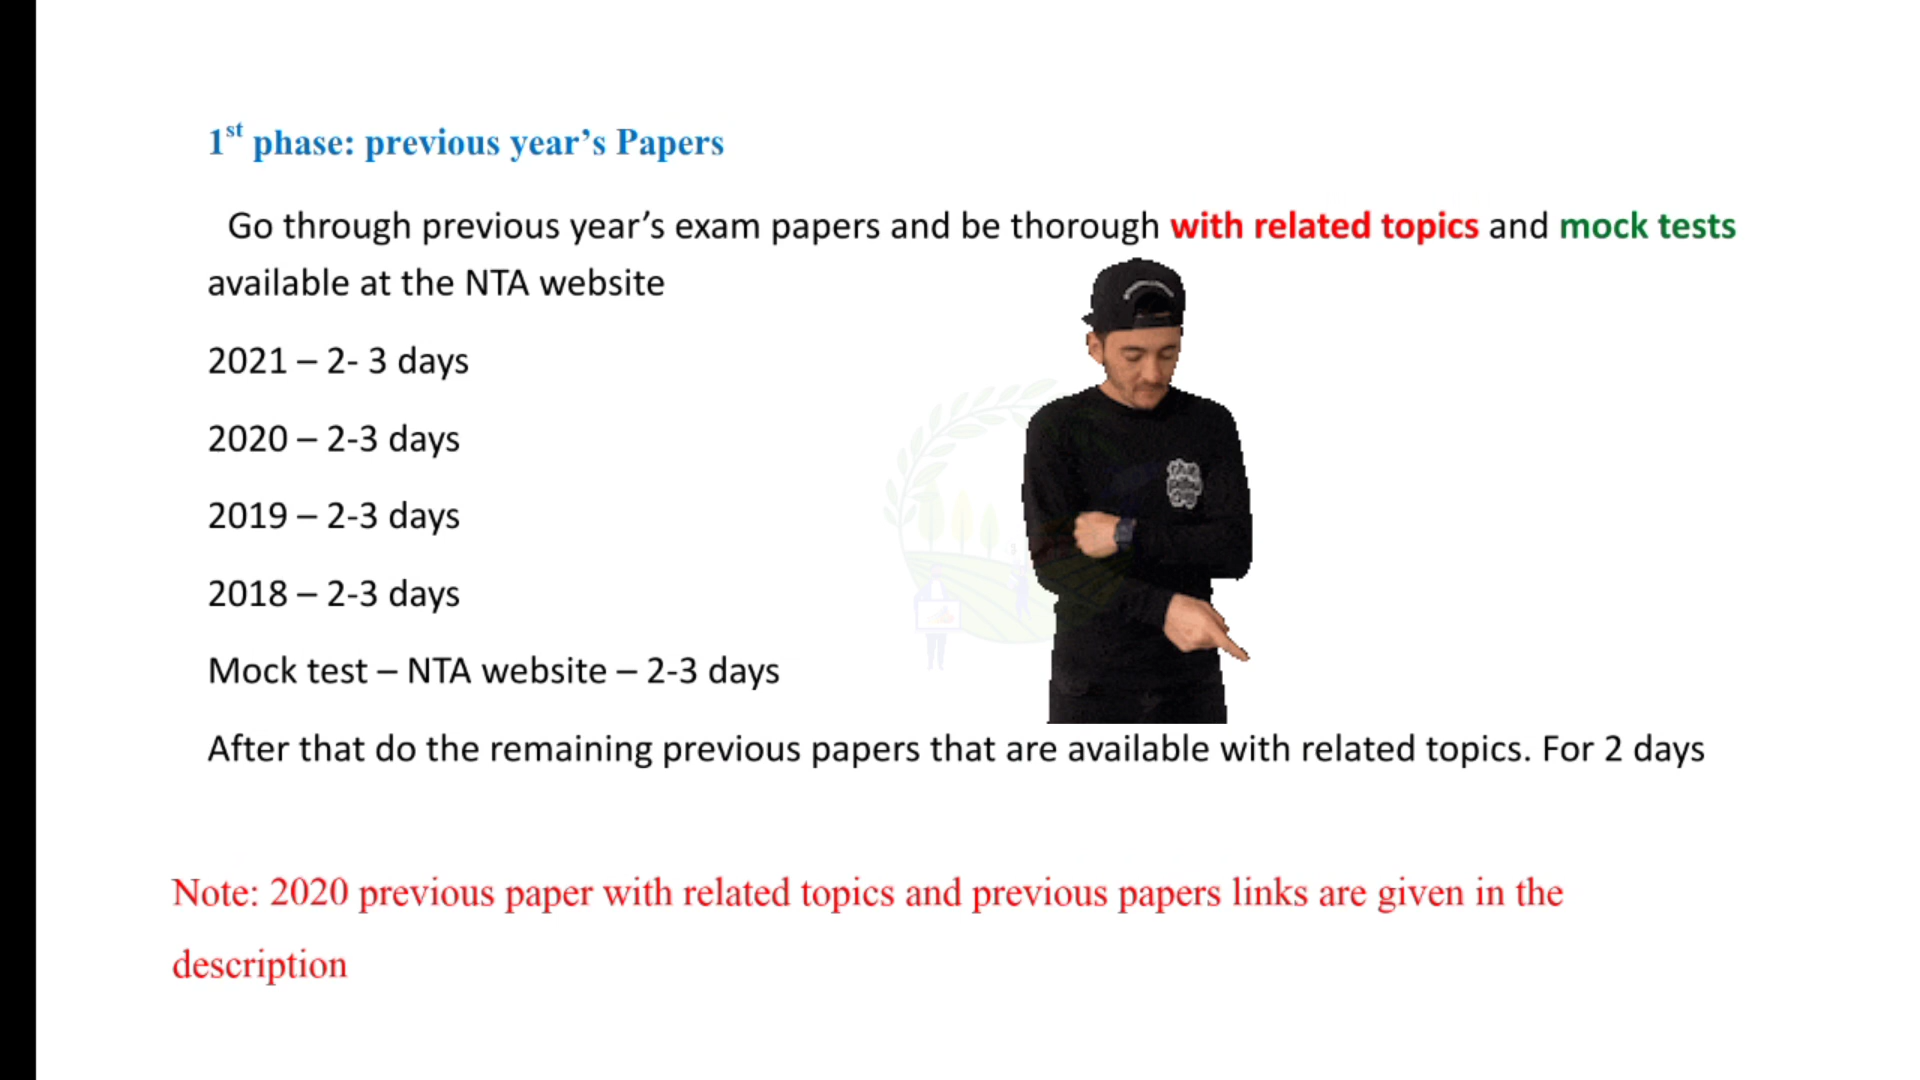 1st phase: previous year’s Papers
Go through previous year’s exam papers and be thorough with related topics and mock tests
available at the NTA website
2021 – 2- 3 days
2020 – 2-3 days
2019 – 2-3 days
2018 – 2-3 days
Mock test – NTA website – 2-3 days
After that do the remaining previous papers that are available with related topics. For 2 days
Note: 2020 previous paper with related topics and previous papers links are given in the
description